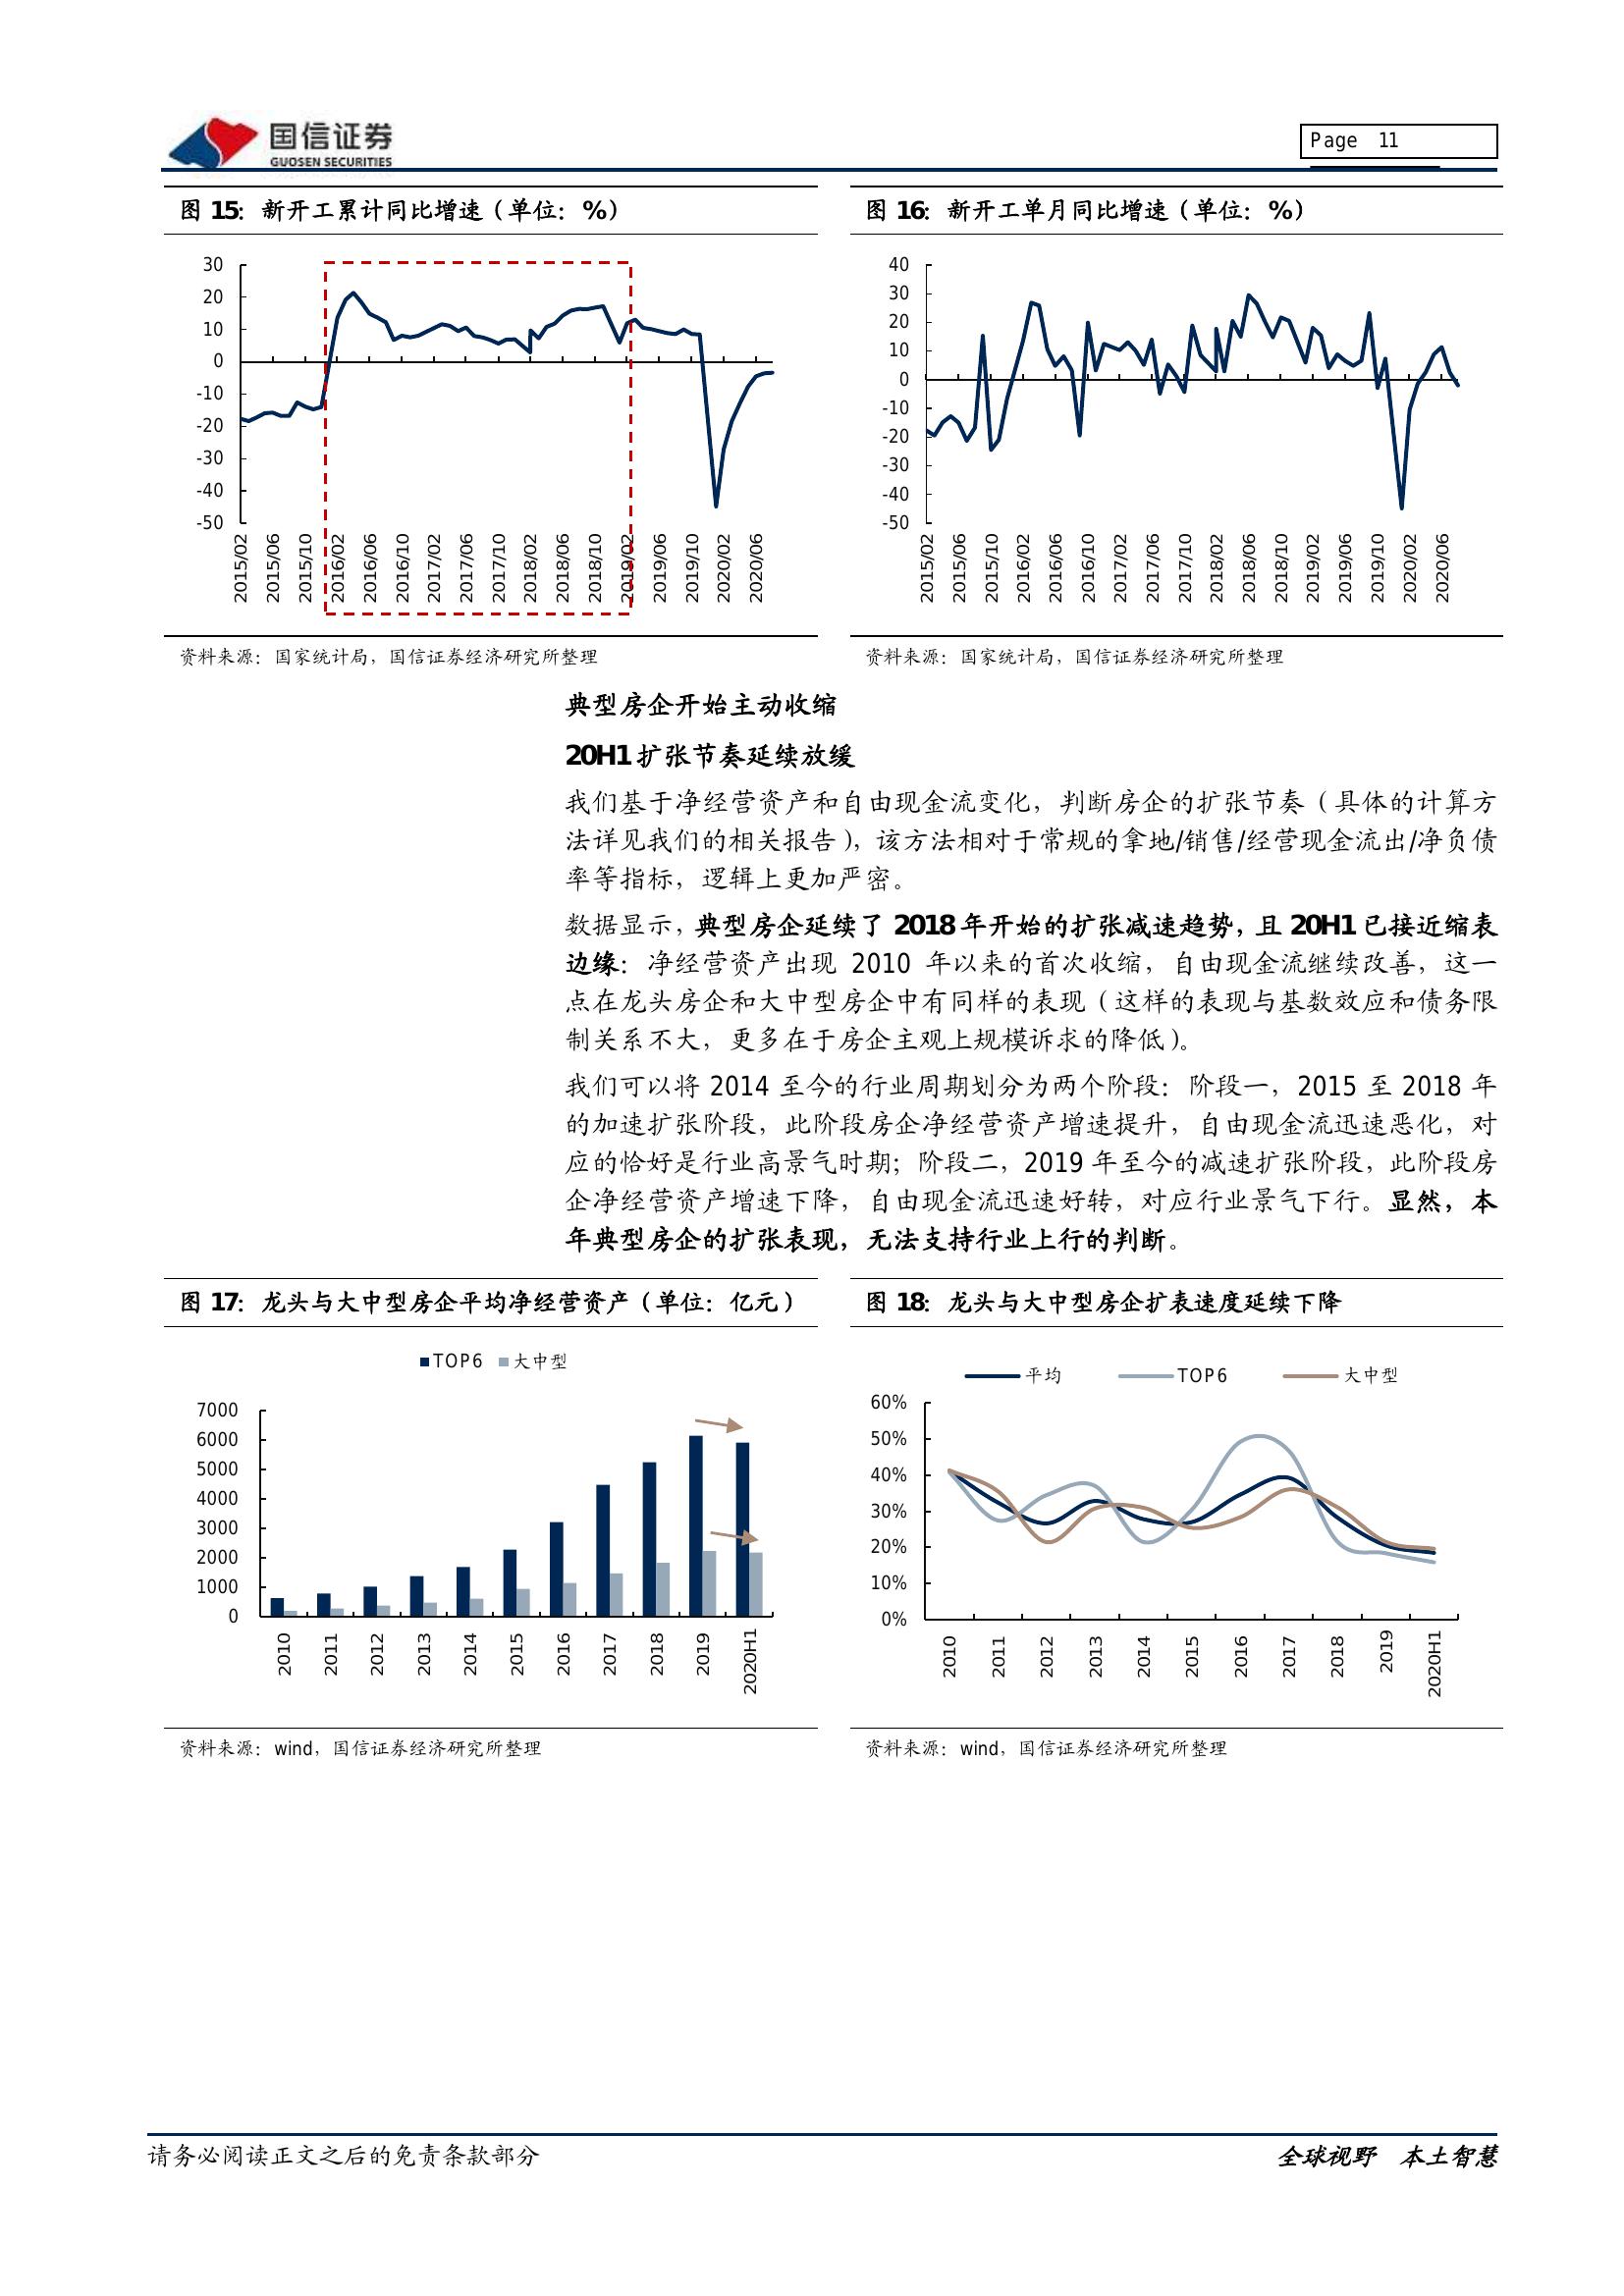 国信证券
GUOSEN SECURITIES
Page 11
图 15：新开工累计同比增速（单位：%）
30
20
10
0
-10
-20
-30
-40
-50
2015/02
2015/06
2015/10
2016/02
2016/06
2016/10
2017/02
2017/06
2017/10
2018/02
2018/06
2018/10
2019/02
2019/06
2019/10
2020/02
2020/06
资料来源：国家统计局，国信证券经济研究所整理
图 16：新开工单月同比增速（单位：%）
40
30
20
10
0
-10
-20
-30
-40
-50
2015/02
2015/06
2015/10
2016/02
2016/06
2016/10
2017/02
2017/06
2017/10
2018/02
2018/06
2018/10
2019/02
2019/06
2019/10
2020/02
2020/06
资料来源：国家统计局，国信证券经济研究所整理
典型房企开始主动收缩
20H1 扩张节奏延续放缓
我们基于净经营资产和自由现金流变化，判断房企的扩张节奏（具体的计算方
法详见我们的相关报告），该方法相对于常规的拿地/销售/经营现金流出/净负债
率等指标，逻辑上更加严密。
数据显示，典型房企延续了 2018 年开始的扩张减速趋势，且 20H1 已接近缩表
边缘：净经营资产出现 2010 年以来的首次收缩，自由现金流继续改善，这一
点在龙头房企和大中型房企中有同样的表现（这样的表现与基数效应和债务限
制关系不大，更多在于房企主观上规模诉求的降低）。
我们可以将 2014 至今的行业周期划分为两个阶段：阶段一，2015 至 2018 年
的加速扩张阶段，此阶段房企净经营资产增速提升，自由现金流迅速恶化，对
应的恰好是行业高景气时期；阶段二，2019 年至今的减速扩张阶段，此阶段房
企净经营资产增速下降，自由现金流迅速好转，对应行业景气下行。显然，本
年典型房企的扩张表现，无法支持行业上行的判断。
图 17：龙头与大中型房企平均净经营资产（单位：亿元）
TOP6 大中型
7000
6000
5000
4000
3000
2000
1000
0
2010
2011
2012
2013
2014
2015
2016
2017
2018
2019
2020H1
资料来源：wind，国信证券经济研究所整理
图 18：龙头与大中型房企扩表速度延续下降
平均 TOP6 大中型
60%
50%
40%
30%
20%
10%
0%
2010
2011
2012
2013
2014
2015
2016
2017
2018
2019
2020H1
资料来源：wind，国信证券经济研究所整理
请务必阅读正文之后的免责条款部分
全球视野 本土智慧